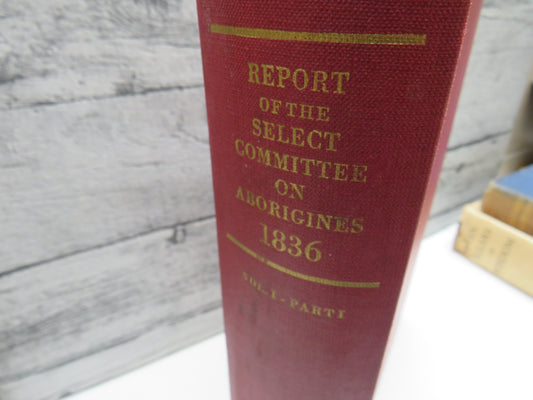 REPORT
OF THE
SELECT
COMMITTEE
ON
ABORIGINES
1836
VOL. I - PART I